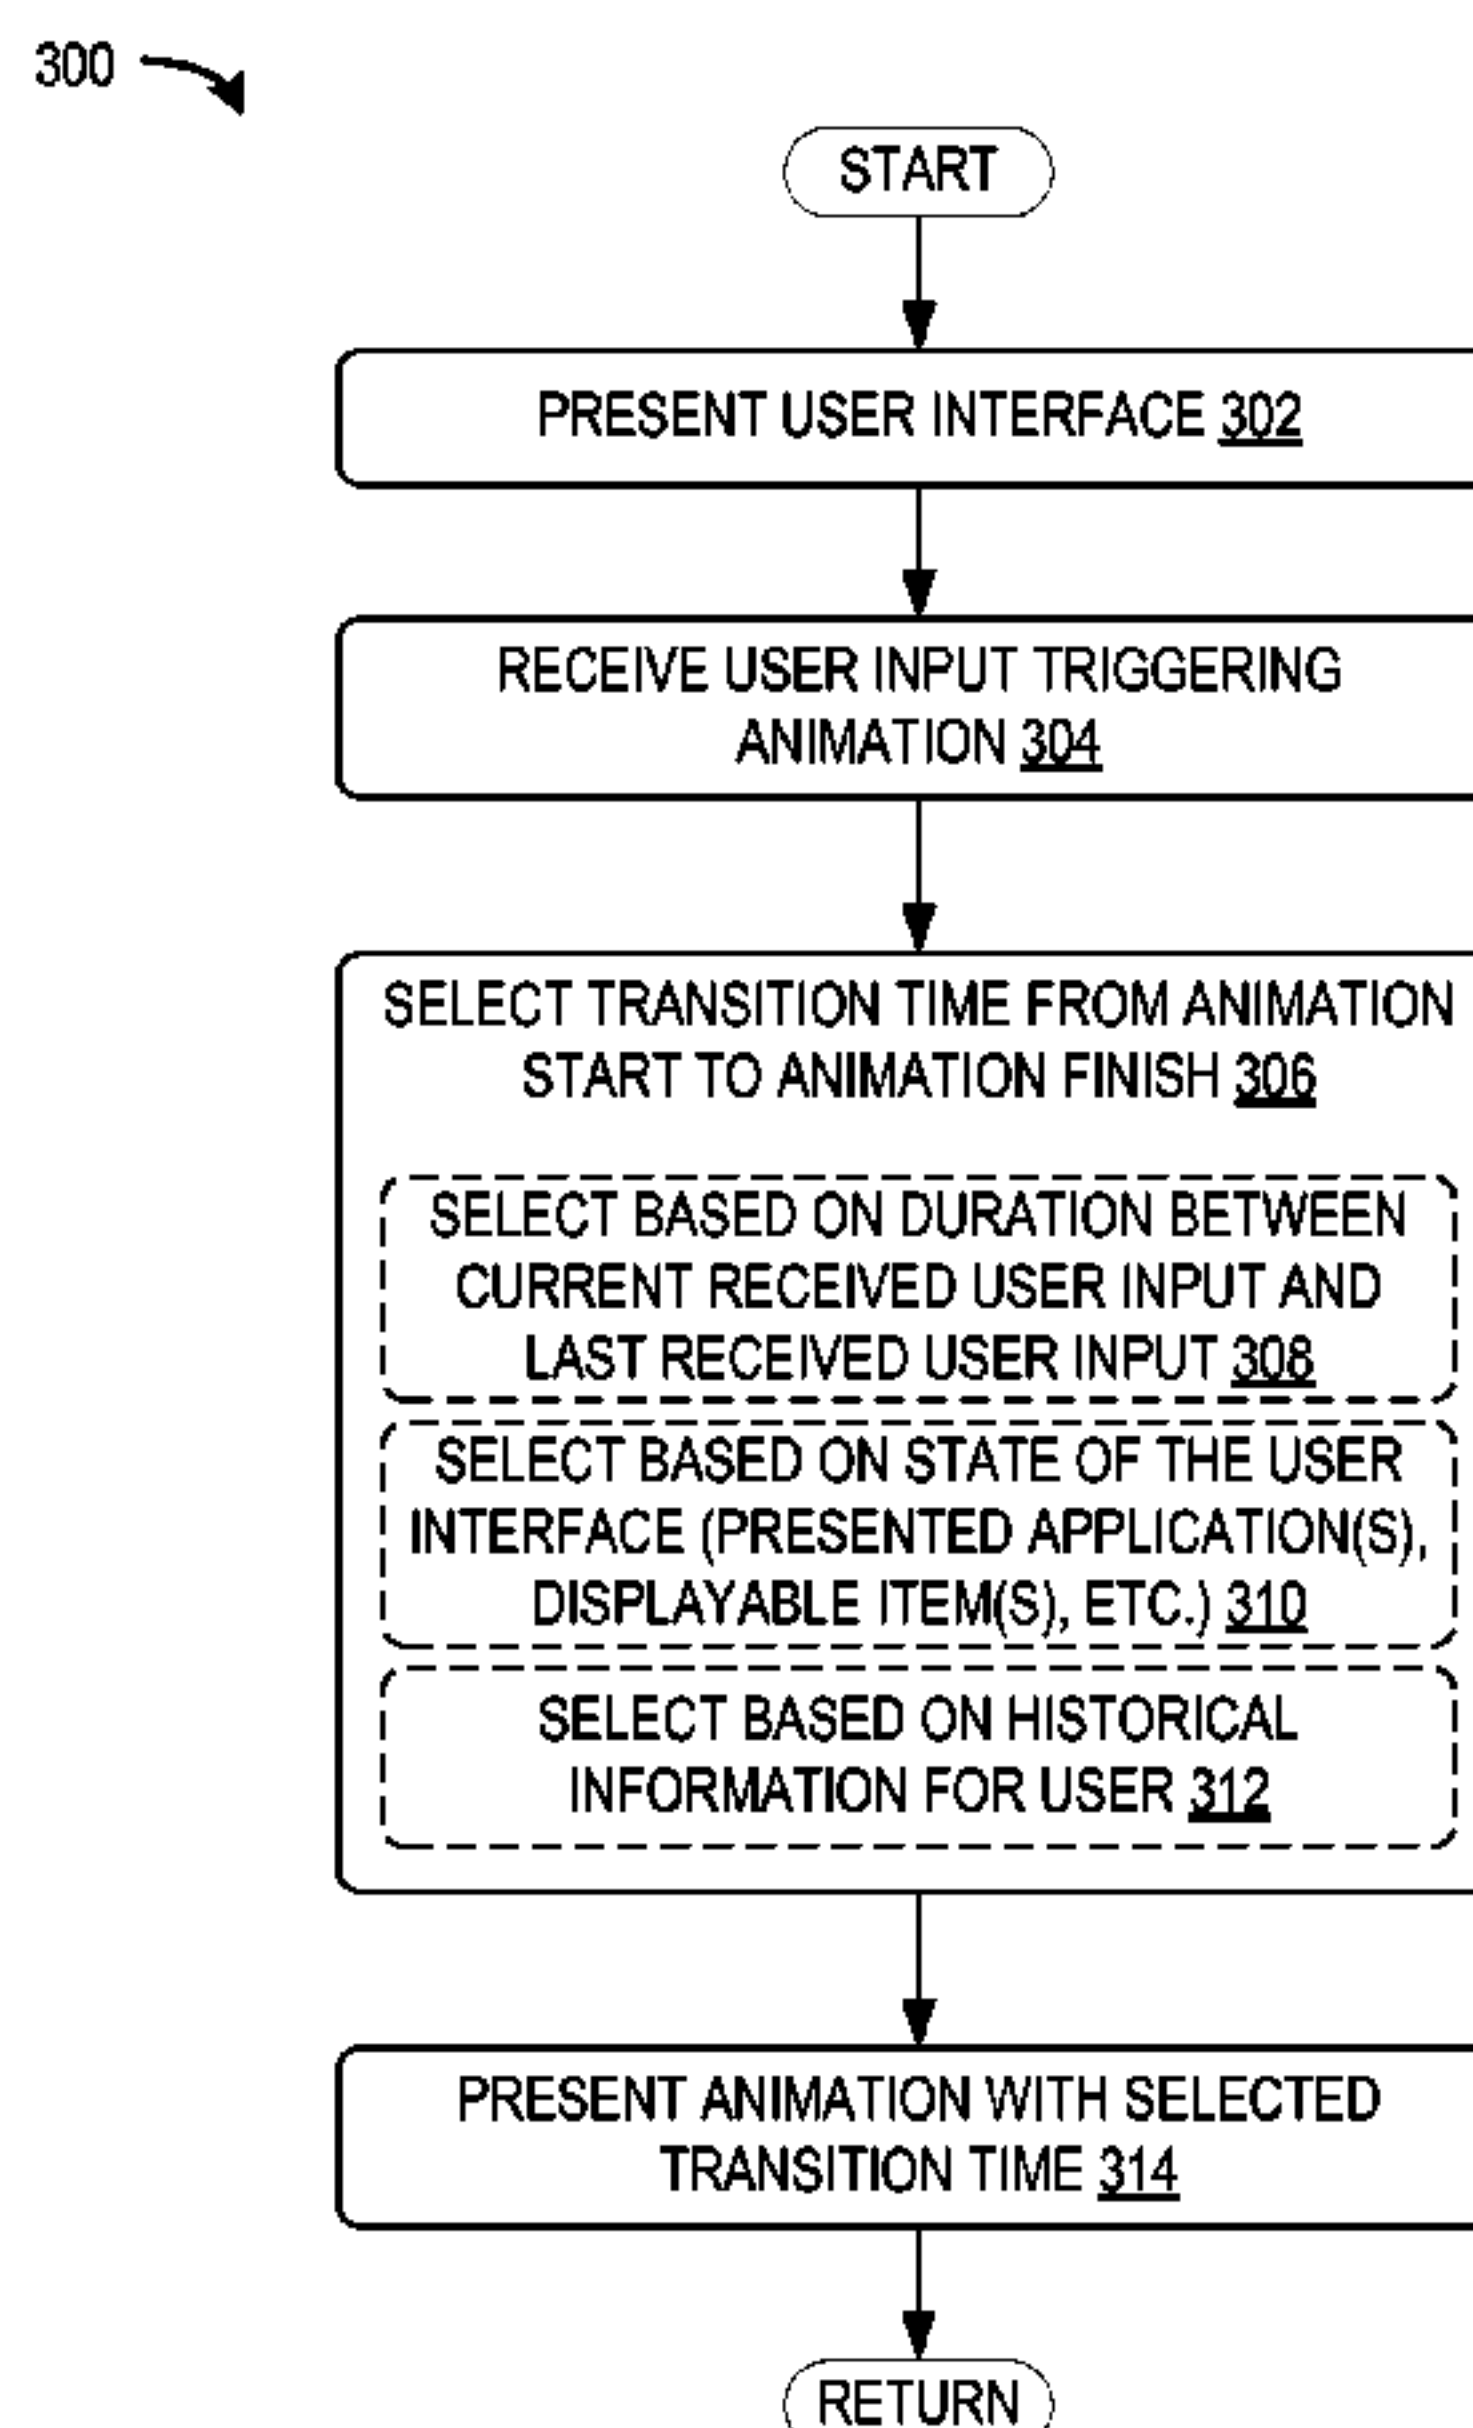 300
START
PRESENT USER INTERFACE 302
RECEIVE USER INPUT TRIGGERING
ANIMATION 304
SELECT TRANSITION TIME FROM ANIMATION
START TO ANIMATION FINISH 306
SELECT BASED ON DURATION BETWEEN
CURRENT RECEIVED USER INPUT AND
LAST RECEIVED USER INPUT 308
SELECT BASED ON STATE OF THE USER
INTERFACE (PRESENTED APPLICATION(S),
DISPLAYABLE ITEM(S), ETC.) 310
SELECT BASED ON HISTORICAL
INFORMATION FOR USER 312
PRESENT ANIMATION WITH SELECTED
TRANSITION TIME 314
RETURN